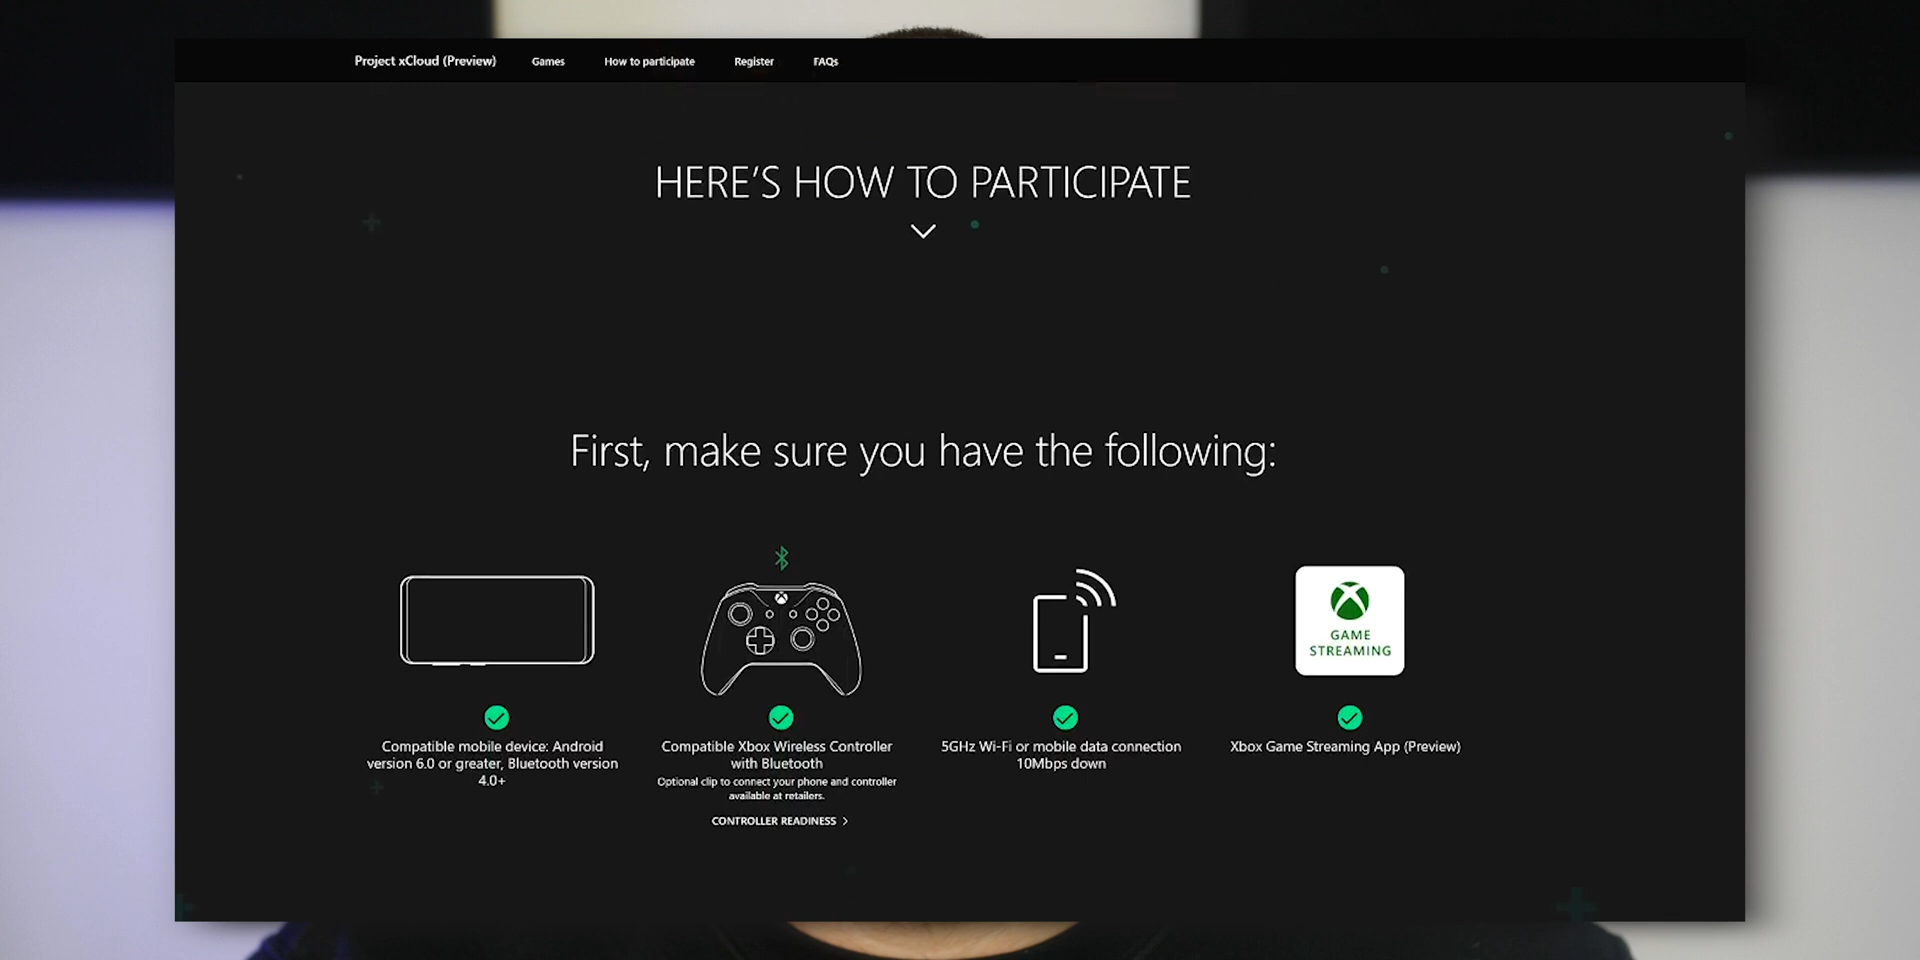 Project xCloud (Preview) Games How to participate Register FAQs
HERE'S HOW TO PARTICIPATE
First, make sure you have the following:
GAME
STREAMING
Compatible mobile device: Android
version 6.0 or greater, Bluetooth version
4.0+
Compatible Xbox Wireless Controller
with Bluetooth
Optional clip to connect your phone and controller
available at retailers.
CONTROLLER READINESS >
5GHz Wi-Fi or mobile data connection
10Mbps down
Xbox Game Streaming App (Preview)